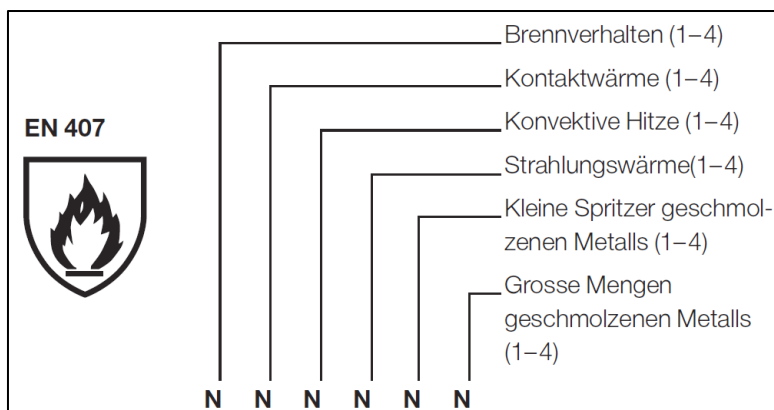 Brennverhalten (1–4)
Kontaktwärme (1–4)
EN 407
Konvektive Hitze (1–4)
Strahlungswärme(1–4)
Kleine Spritzer geschmol-
zenen Metalls (1–4)
Grosse Mengen
geschmolzenen Metalls
(1–4)
N N N N N N